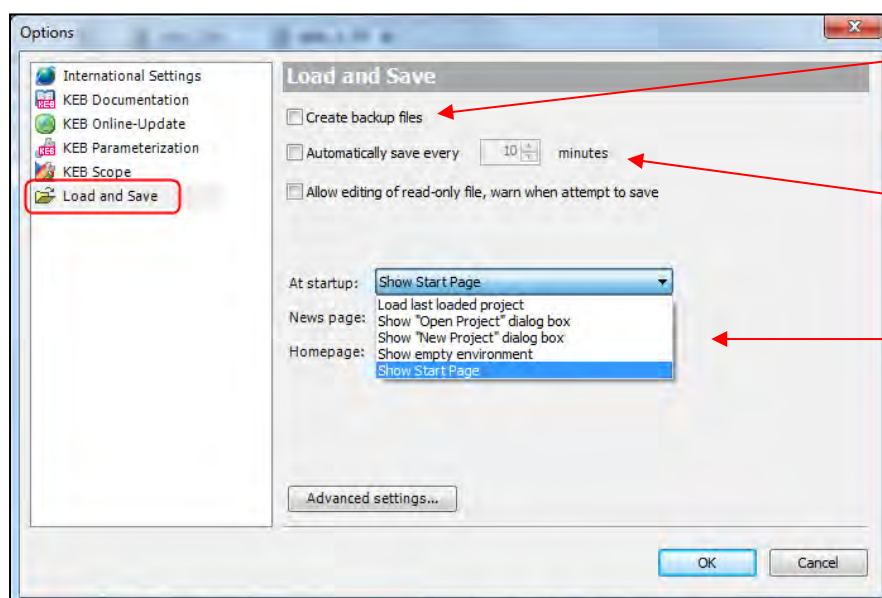 Options
International Settings
KEB Documentation
KEB Online-Update
KEB Parameterization
KEB Scope
Load and Save
Load and Save
Create backup files
Automatically save every 10 minutes
Allow editing of read-only file, warn when attempt to save
At startup: Show Start Page
Load last loaded project
News page: Show "Open Project" dialog box
Show "New Project" dialog box
Homepage: Show empty environment
Show Start Page
Advanced settings...
OK Cancel